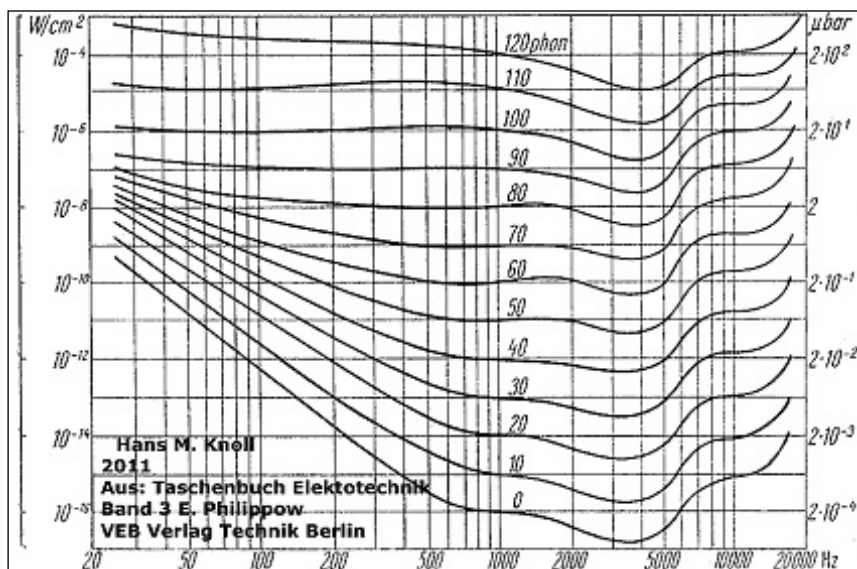 W/cm² µbar
120 phon
10⁻⁴ 2·10²
110
100
10⁻⁶ 2·10¹
90
80
10⁻⁸ 2
70
60
10⁻¹⁰ 2·10⁻¹
50
40
10⁻¹² 2·10⁻²
30
20
10⁻¹⁴ 2·10⁻³
10
0
10⁻¹⁶ 2·10⁻⁴
Hans M. Knoll
2011
Aus: Taschenbuch Elektotechnik
Band 3 E. Philippow
VEB Verlag Technik Berlin
20 50 100 200 500 1000 2000 5000 10000 20000 Hz